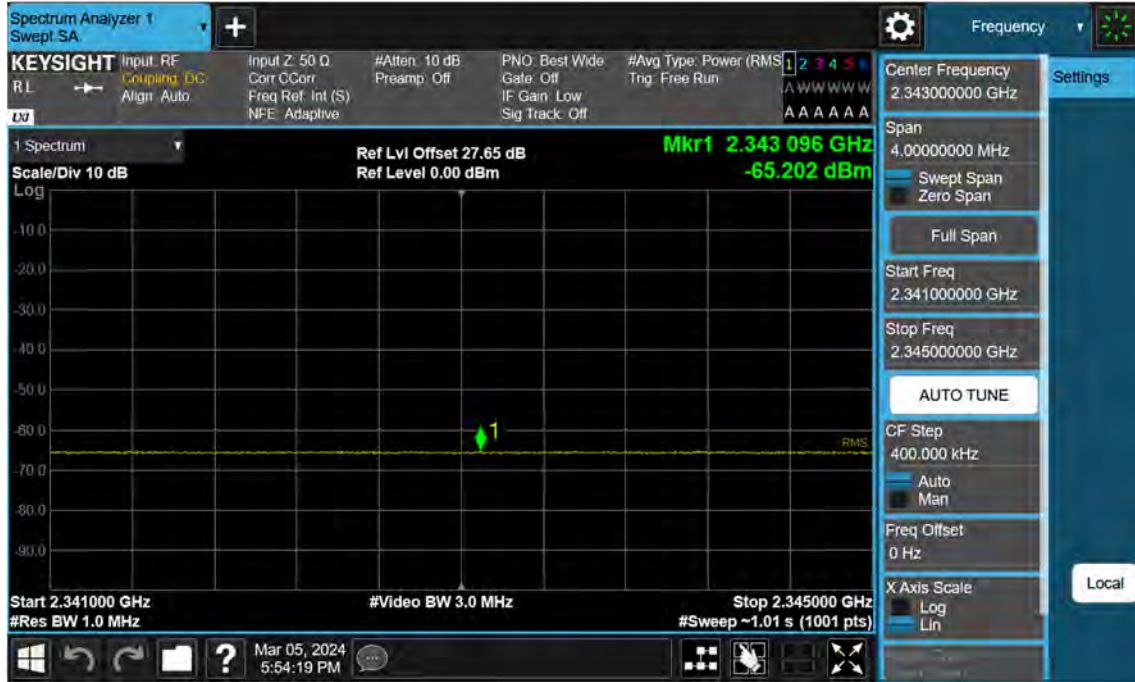 Spectrum Analyzer 1
Swept SA
+
Frequency
KEYSIGHT
Input: RF
Coupling: DC
Align: Auto
Input Z: 50 Ω
Corr CCorr
Freq Ref: Int (S)
NFE: Adaptive
#Atten: 10 dB
Preamp: Off
PNO: Best Wide
Gate: Off
IF Gain: Low
Sig Track: Off
#Avg Type: Power (RMS
Trig: Free Run
1 2 3 4 5 6
A W W W W W
A A A A A A
R L
LXI
1 Spectrum
Scale/Div 10 dB
Ref Lvl Offset 27.65 dB
Ref Level 0.00 dBm
Mkr1 2.343 096 GHz
-65.202 dBm
Log
-10.0
-20.0
-30.0
-40.0
-50.0
-60.0
-70.0
-80.0
-90.0
1
RMS
Start 2.341000 GHz
#Res BW 1.0 MHz
#Video BW 3.0 MHz
Stop 2.345000 GHz
#Sweep ~1.01 s (1001 pts)
Center Frequency
2.343000000 GHz
Settings
Span
4.00000000 MHz
Swept Span
Zero Span
Full Span
Start Freq
2.341000000 GHz
Stop Freq
2.345000000 GHz
AUTO TUNE
CF Step
400.000 kHz
Auto
Man
Freq Offset
0 Hz
X Axis Scale
Log
Lin
Local
?
Mar 05, 2024
5:54:19 PM